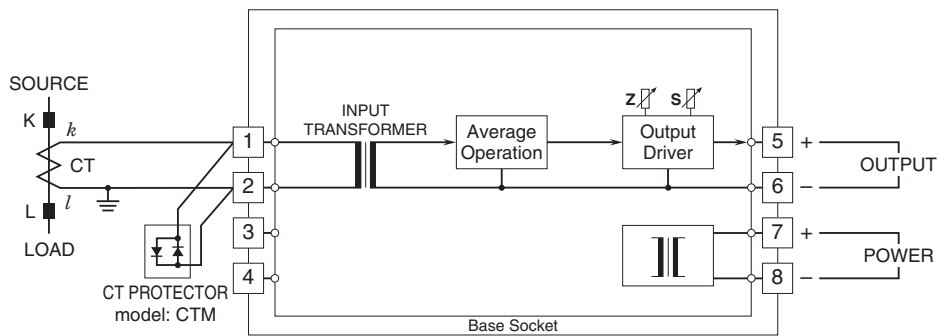 SOURCE
K
k
CT
l
L
LOAD
CT PROTECTOR
model: CTM
1
2
3
4
INPUT
TRANSFORMER
Average
Operation
Z
S
Output
Driver
5
+
6
–
OUTPUT
7
+
8
–
POWER
Base Socket